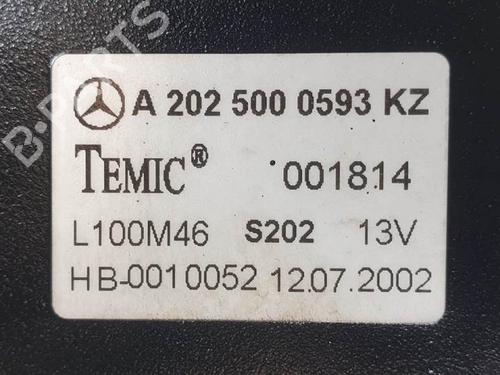 B-PARTS
A 202 500 0593 KZ
TEMIC® 001814
L100M46 S202 13V
HB-0010052 12.07.2002